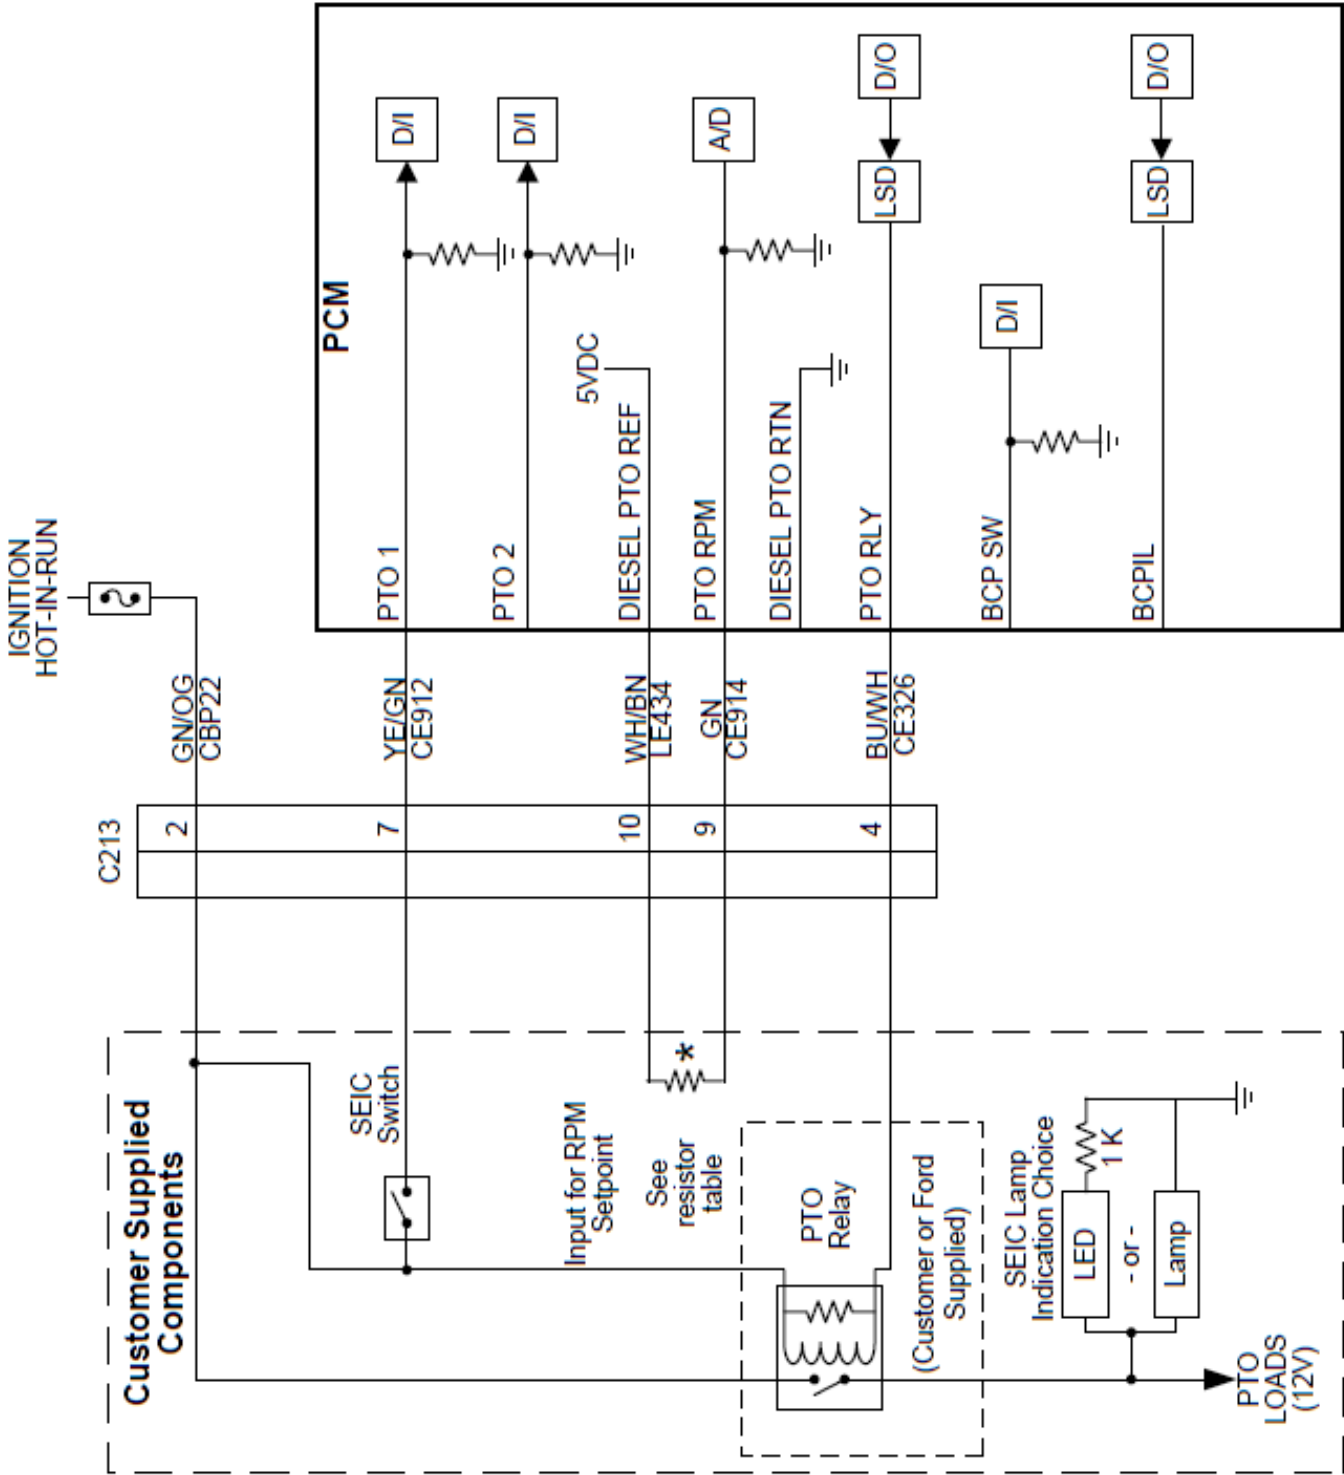 Customer Supplied
Components
C213
IGNITION
HOT-IN-RUN
2
GN/OG
CBP22
PCM
SEIC
Switch
7
YE/GN
CE912
PTO 1
D/I
PTO 2
D/I
Input for RPM
Setpoint
See
resistor
table
*
10
WH/BN
LE434
DIESEL PTO REF
5VDC
9
GN
CE914
PTO RPM
A/D
DIESEL PTO RTN
PTO
Relay
4
BU/WH
CE326
PTO RLY
LSD
D/O
(Customer or Ford
Supplied)
BCP SW
D/I
SEIC Lamp
Indication Choice
LED
1 K
- or -
Lamp
BCPIL
LSD
D/O
PTO
LOADS
(12V)